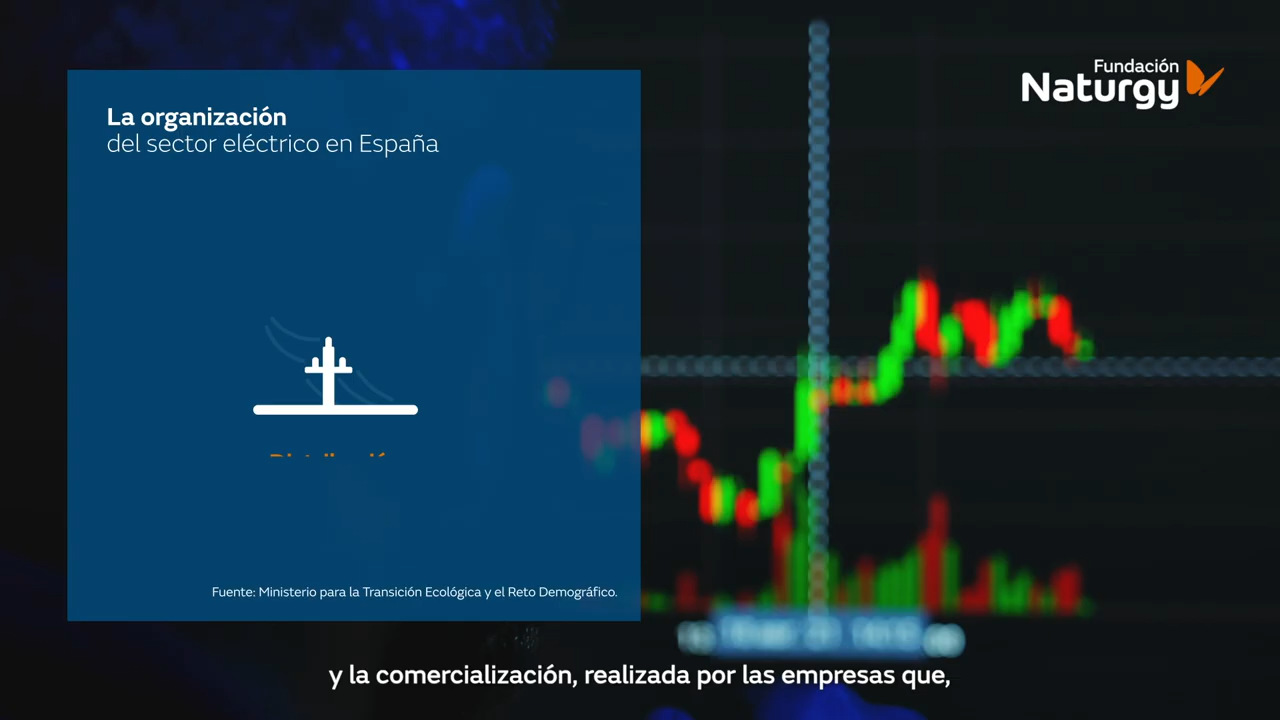 La organización
del sector eléctrico en España
Fundación
Naturgy
Fuente: Ministerio para la Transición Ecológica y el Reto Demográfico.
y la comercialización, realizada por las empresas que,